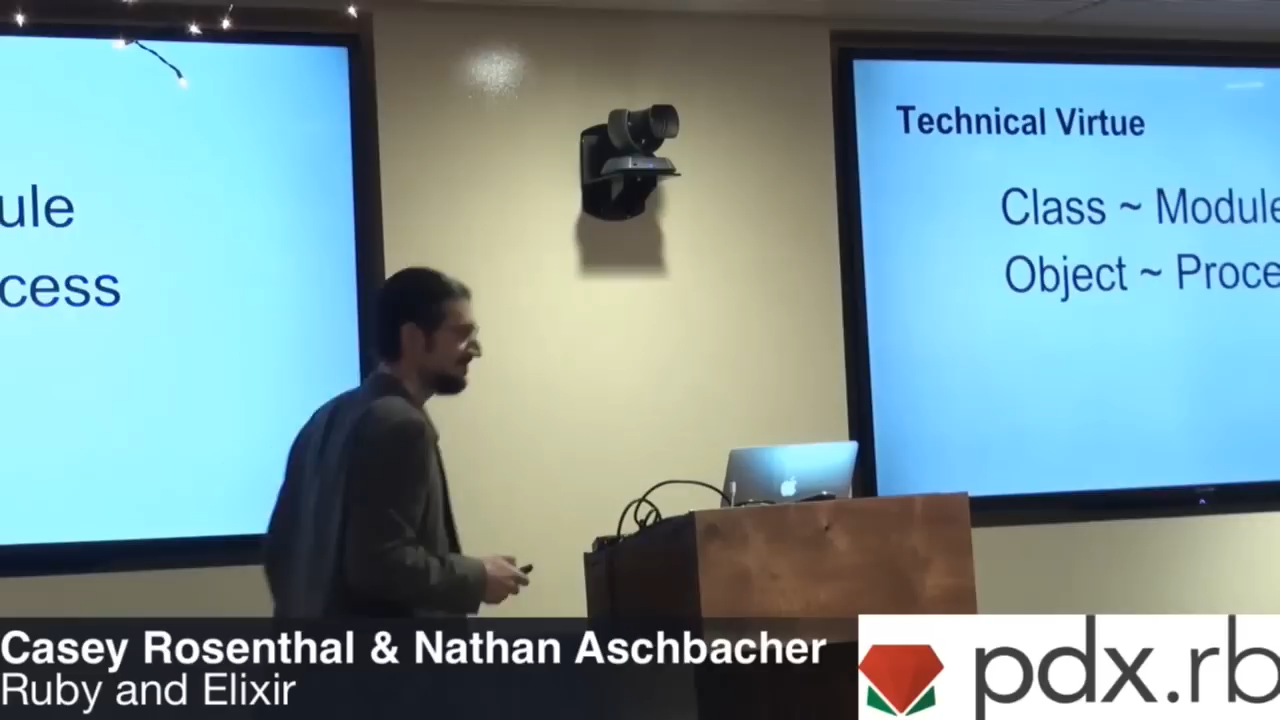 ule
cess
Technical Virtue
Class ~ Module
Object ~ Proce
Casey Rosenthal & Nathan Aschbacher
Ruby and Elixir
pdx.rb